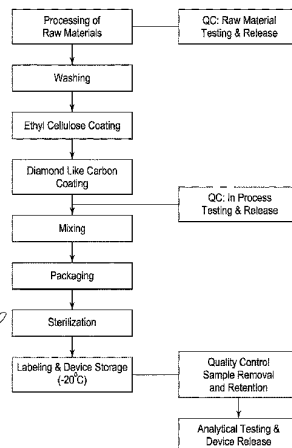 Processing of
Raw Materials
QC: Raw Material
Testing & Release
Washing
Ethyl Cellulose Coating
Diamond Like Carbon
Coating
QC: In Process
Testing & Release
Mixing
Packaging
Sterilization
Labeling & Device Storage
(-20°C)
Quality Control
Sample Removal
and Retention
Analytical Testing &
Device Release